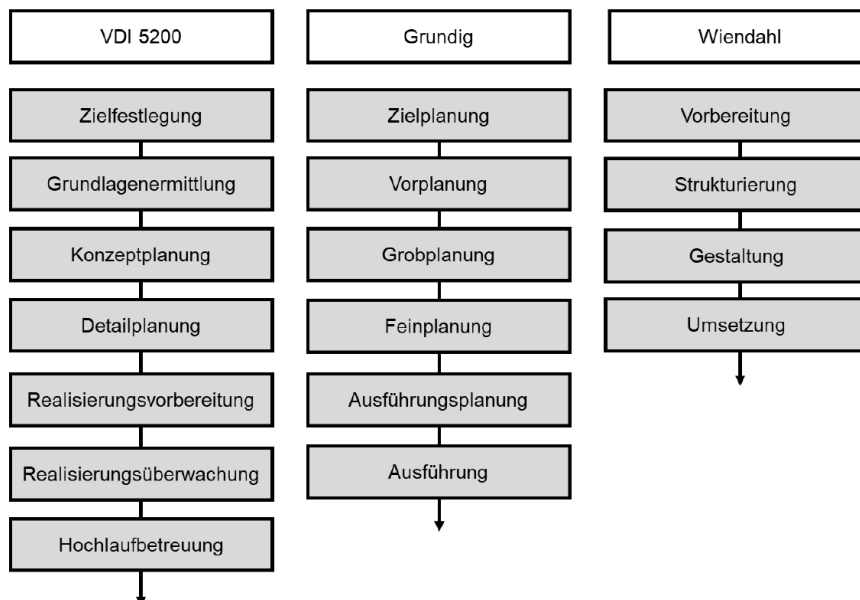 VDI 5200
Zielfestlegung
Grundlagenermittlung
Konzeptplanung
Detailplanung
Realisierungsvorbereitung
Realisierungsüberwachung
Hochlaufbetreuung
Grundig
Zielplanung
Vorplanung
Grobplanung
Feinplanung
Ausführungsplanung
Ausführung
Wiendahl
Vorbereitung
Strukturierung
Gestaltung
Umsetzung